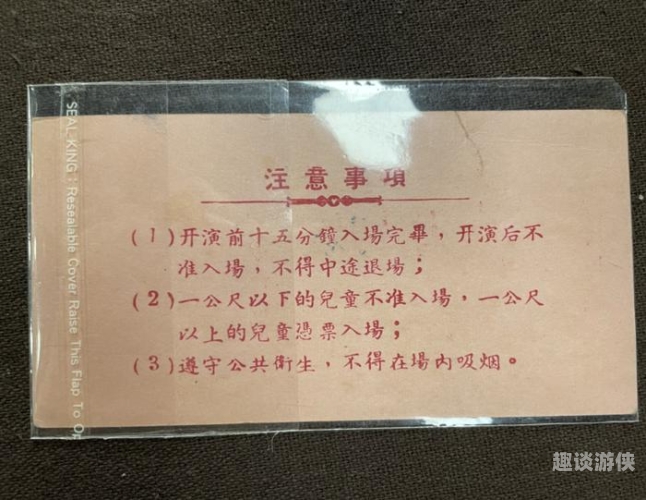 注意事項
(1)开演前十五分鐘入場完畢，开演后不
准入場，不得中途退場；
(2)一公尺以下的兒童不准入場，一公尺
以上的兒童憑票入場；
(3)遵守公共衛生，不得在場內吸烟。
SEAL KING : Resealable Cover Raise This Flap To Op
趣谈游侠